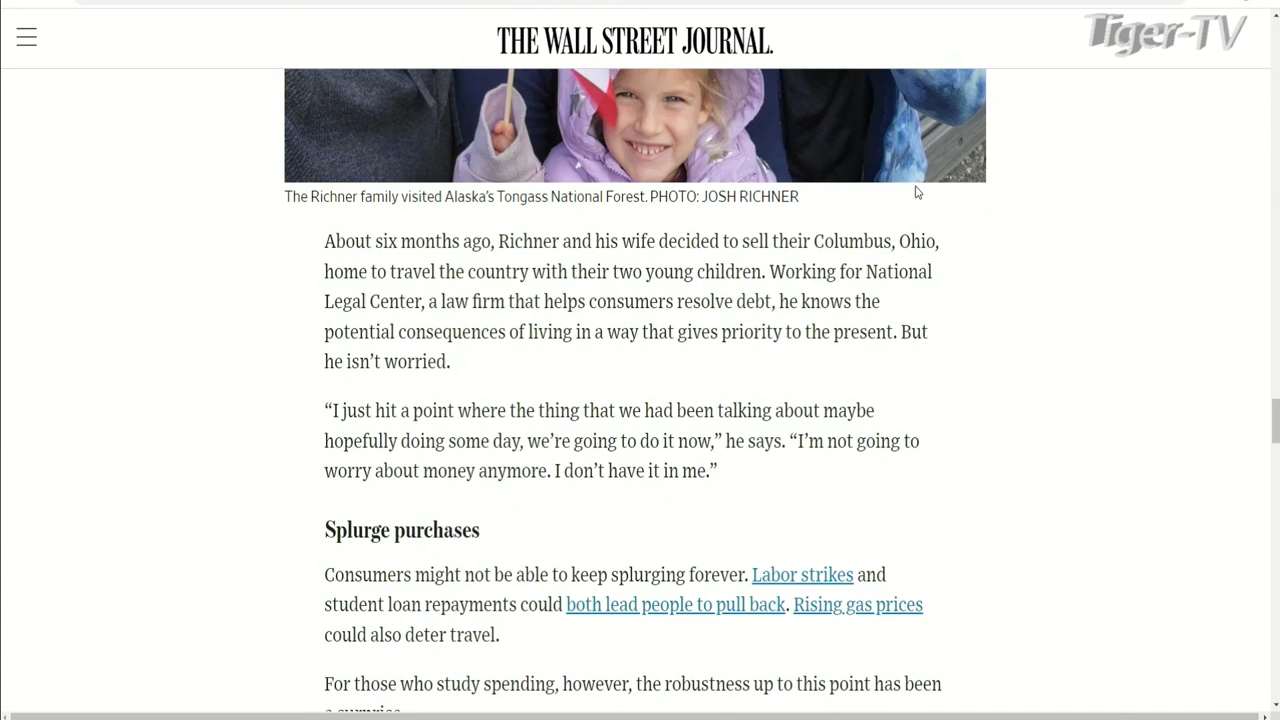 THE WALL STREET JOURNAL.
Tiger-TV
The Richner family visited Alaska’s Tongass National Forest. PHOTO: JOSH RICHNER
About six months ago, Richner and his wife decided to sell their Columbus, Ohio,
home to travel the country with their two young children. Working for National
Legal Center, a law firm that helps consumers resolve debt, he knows the
potential consequences of living in a way that gives priority to the present. But
he isn’t worried.
“I just hit a point where the thing that we had been talking about maybe
hopefully doing some day, we’re going to do it now,” he says. “I’m not going to
worry about money anymore. I don’t have it in me.”
Splurge purchases
Consumers might not be able to keep splurging forever. Labor strikes and
student loan repayments could both lead people to pull back. Rising gas prices
could also deter travel.
For those who study spending, however, the robustness up to this point has been